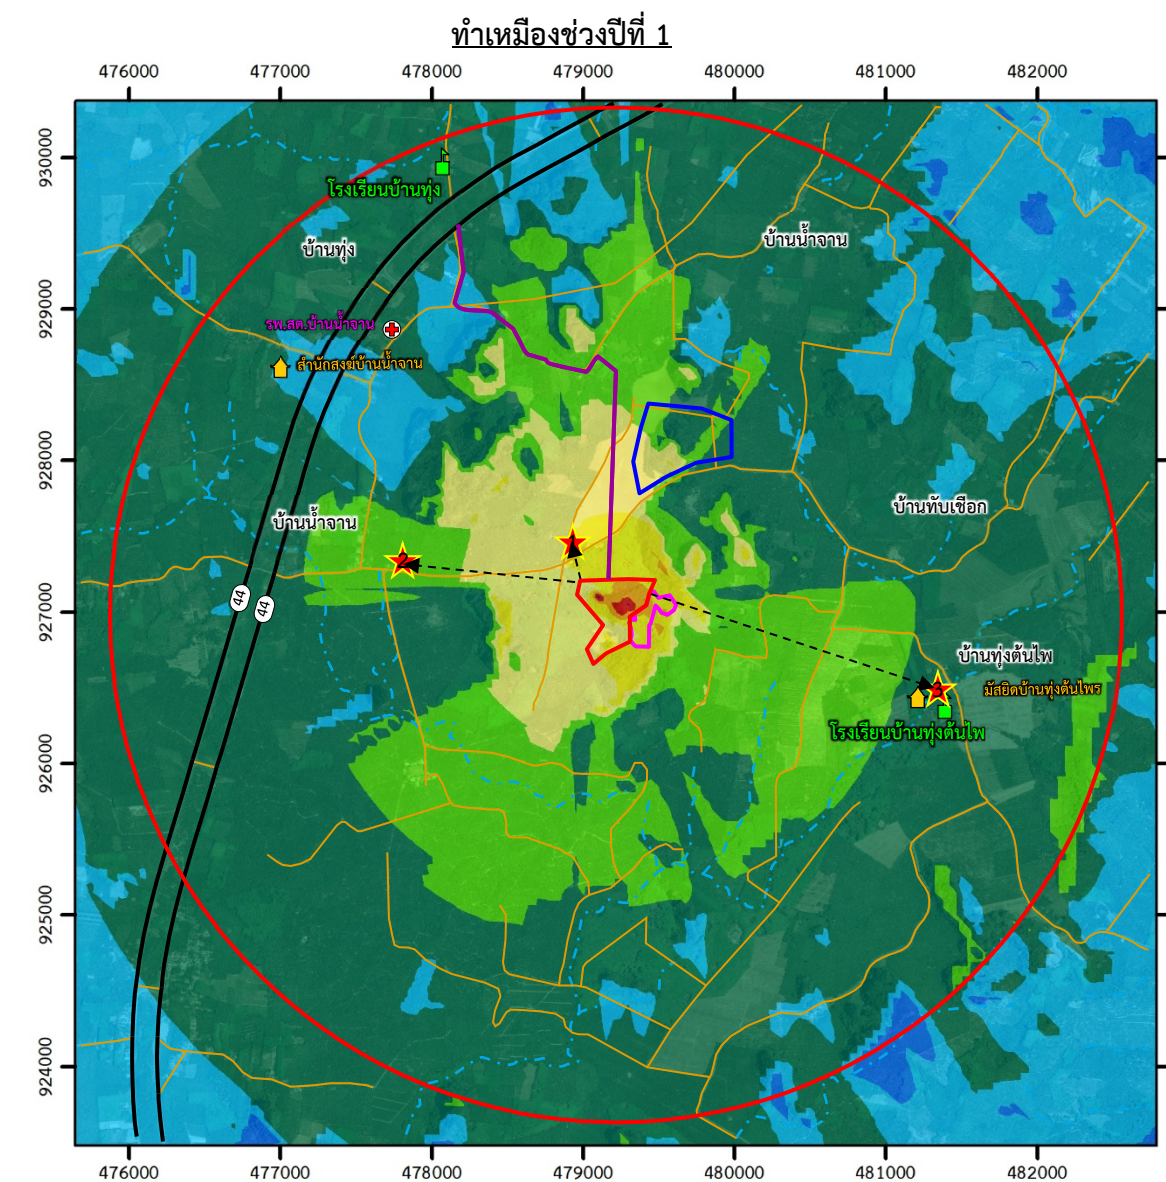 ทำเหมืองช่วงปีที่ 1
476000 477000 478000 479000 480000 481000 482000
930000
929000
928000
927000
926000
925000
924000
โรงเรียนบ้านทุ่ง
บ้านทุ่ง
บ้านน้ำจาน
รพ.สต.บ้านน้ำจาน
สำนักสงฆ์บ้านน้ำจาน
บ้านน้ำจาน
บ้านทับเชือก
2
44
44
บ้านทุ่งต้นไพ
3
มัสยิดบ้านทุ่งต้นไพร
โรงเรียนบ้านทุ่งต้นไพ
476000 477000 478000 479000 480000 481000 482000